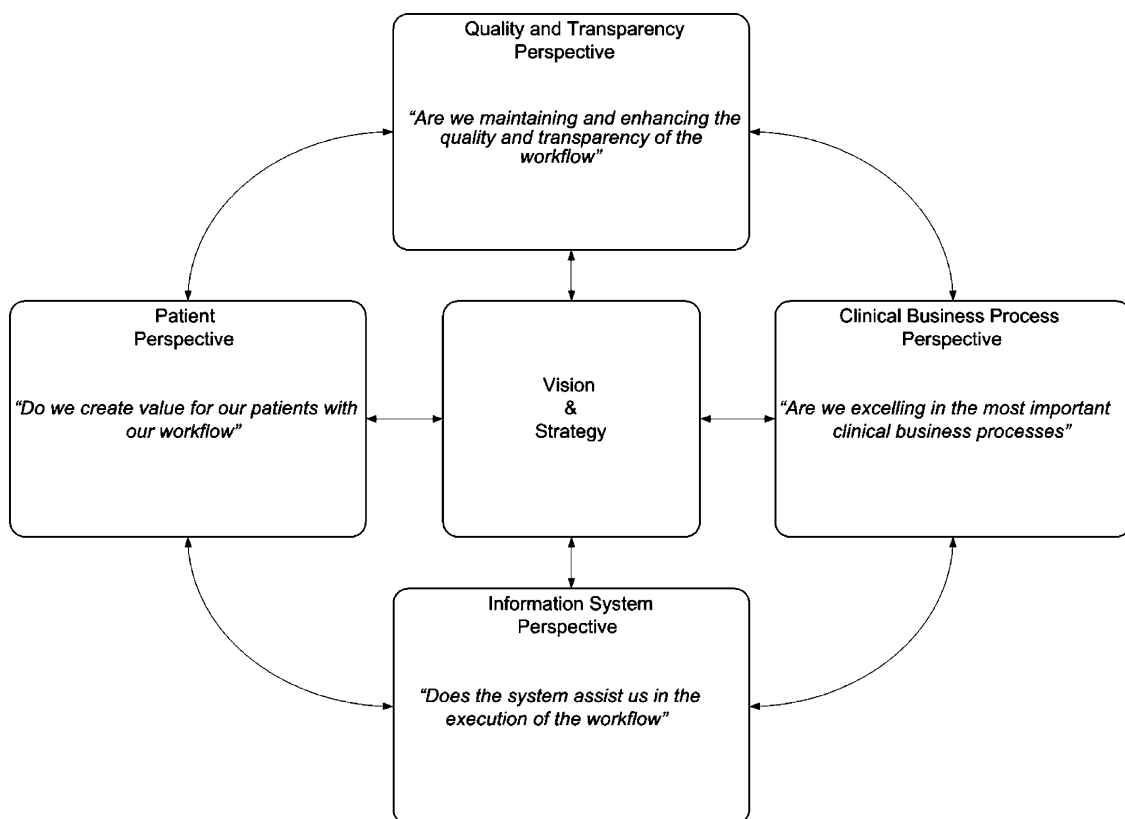 Quality and Transparency
Perspective
“Are we maintaining and enhancing the
quality and transparency of the
workflow”
Patient
Perspective
“Do we create value for our patients with
our workflow”
Vision
&
Strategy
Clinical Business Process
Perspective
“Are we excelling in the most important
clinical business processes”
Information System
Perspective
“Does the system assist us in the
execution of the workflow”